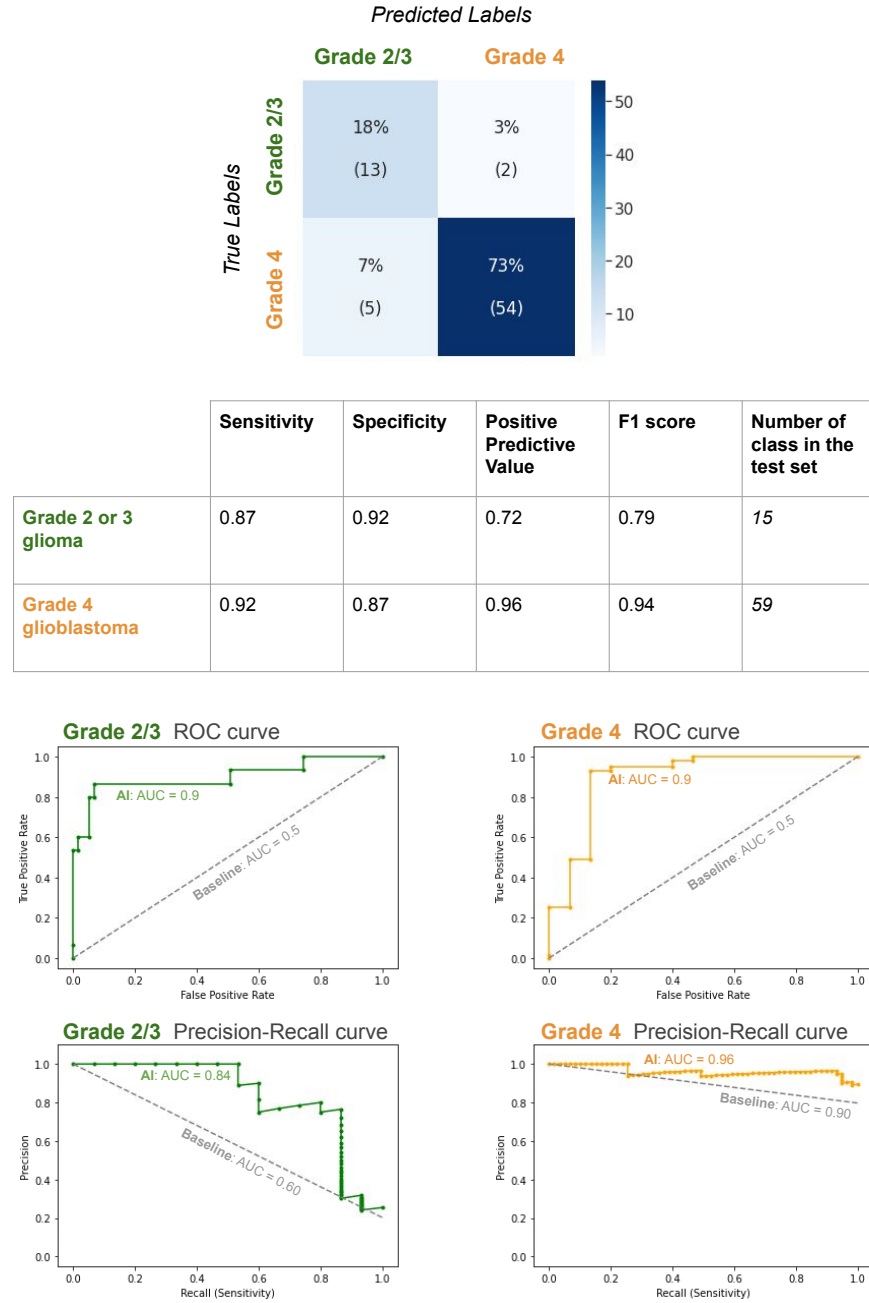 Predicted Labels
Grade 2/3 Grade 4
True Labels
Grade 2/3
18% 3%
(13) (2)
Grade 4
7% 73%
(5) (54)
50
40
30
20
10
Sensitivity Specificity Positive Predictive Value F1 score Number of class in the test set
Grade 2 or 3 glioma 0.87 0.92 0.72 0.79 15
Grade 4 glioblastoma 0.92 0.87 0.96 0.94 59
Grade 2/3 ROC curve
1.0
0.8
0.6
0.4
0.2
0.0
True Positive Rate
AI: AUC = 0.9
Baseline: AUC = 0.5
0.0 0.2 0.4 0.6 0.8 1.0
False Positive Rate
Grade 4 ROC curve
1.0
0.8
0.6
0.4
0.2
0.0
True Positive Rate
AI: AUC = 0.9
Baseline: AUC = 0.5
0.0 0.2 0.4 0.6 0.8 1.0
False Positive Rate
Grade 2/3 Precision-Recall curve
1.0
0.8
0.6
0.4
0.2
0.0
Precision
AI: AUC = 0.84
Baseline: AUC = 0.60
0.0 0.2 0.4 0.6 0.8 1.0
Recall (Sensitivity)
Grade 4 Precision-Recall curve
1.0
0.8
0.6
0.4
0.2
0.0
Precision
AI: AUC = 0.96
Baseline: AUC = 0.90
0.0 0.2 0.4 0.6 0.8 1.0
Recall (Sensitivity)